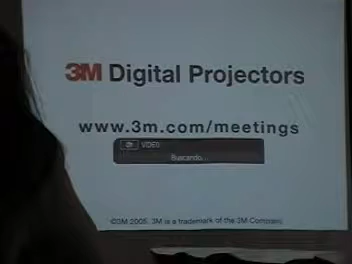 3M Digital Projectors
www.3m.com/meetings
VIDEO
Buscando...
©3M 2005. 3M is a trademark of the 3M Company.